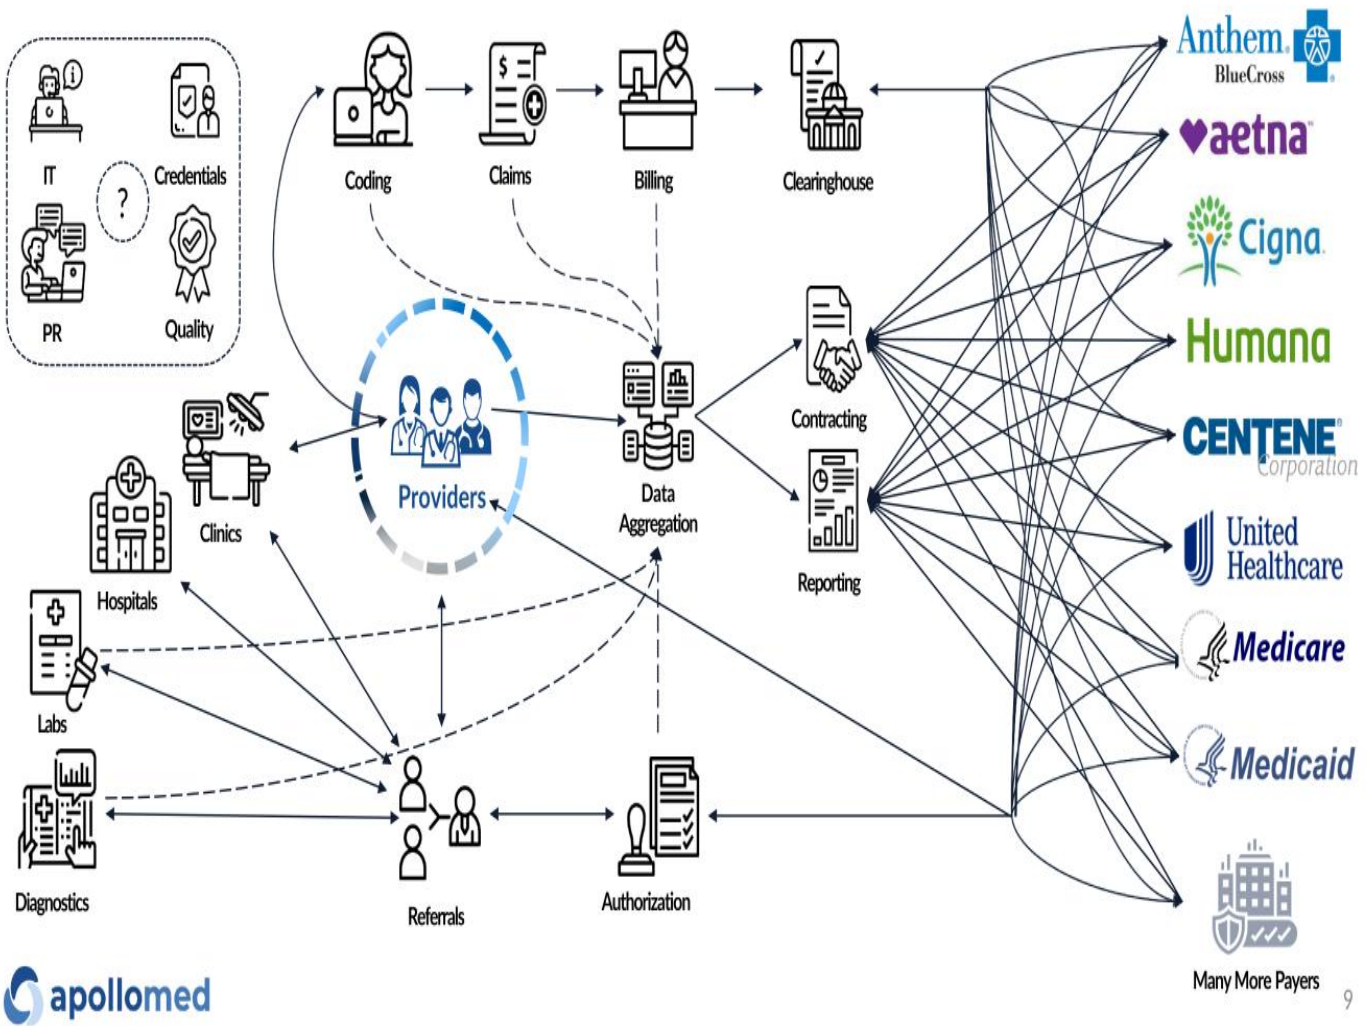 IT
Credentials
?
PR
Quality
Coding
$
Claims
Billing
Clearinghouse
Anthem.
BlueCross
aetna
Cigna.
Humana
CENTENE
Corporation
United
Healthcare
Medicare
Medicaid
Many More Payers
Contracting
Reporting
Providers
Data
Aggregation
Clinics
Hospitals
Labs
Diagnostics
Referrals
Authorization
apollomed
9